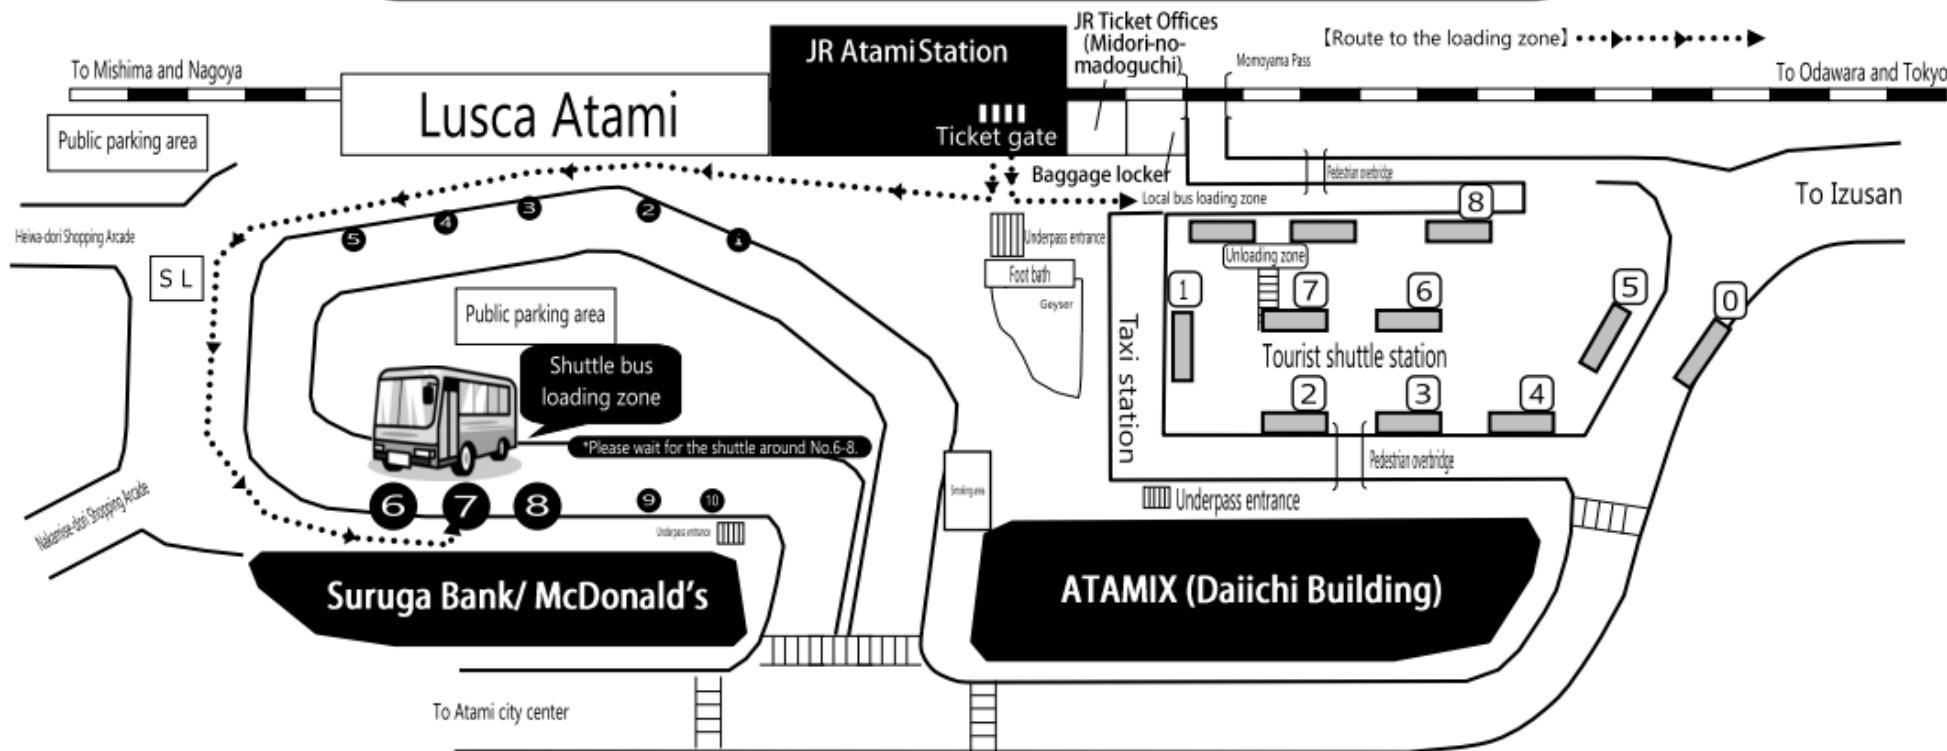 JR Atami Station
JR Ticket Offices
(Midori-no-
madoguchi)
【Route to the loading zone】
Momoyama Pass
To Mishima and Nagoya
To Odawara and Tokyo
Lusca Atami
Public parking area
Ticket gate
Baggage locker
Pedestrian overbridge
Local bus loading zone
To Izusan
8
2
3
4
5
1
Heiwa-dori Shopping Arcade
Underpass entrance
Unloading zone
S L
Foot bath
Geyser
1
7
6
5
0
Public parking area
Taxi station
Tourist shuttle station
Shuttle bus
loading zone
2
3
4
*Please wait for the shuttle around No.6-8.
Pedestrian overbridge
Smoking area
6
7
8
9
10
Underpass entrance
Nakamise-dori Shopping Arcade
Underpass entrance
Suruga Bank/ McDonald's
ATAMIX (Daiichi Building)
To Atami city center